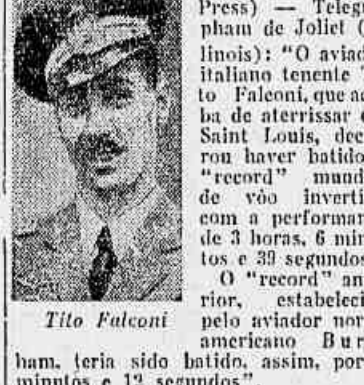 Press) — Telegr
pham de Joliet (
linois): "O aviad
italiano tenente
to Falconi, que ac
ba de aterrissar e
Saint Louis, dec
rou haver batido
"record" mund
de vôo inverti
com a performan
de 3 horas, 6 min
tos e 39 segundos
O "record" an
rior, estabeleci
pelo aviador nor
americano Bur
ham, teria sido batido, assim, por
minutos e segundos"
Tito Falconi